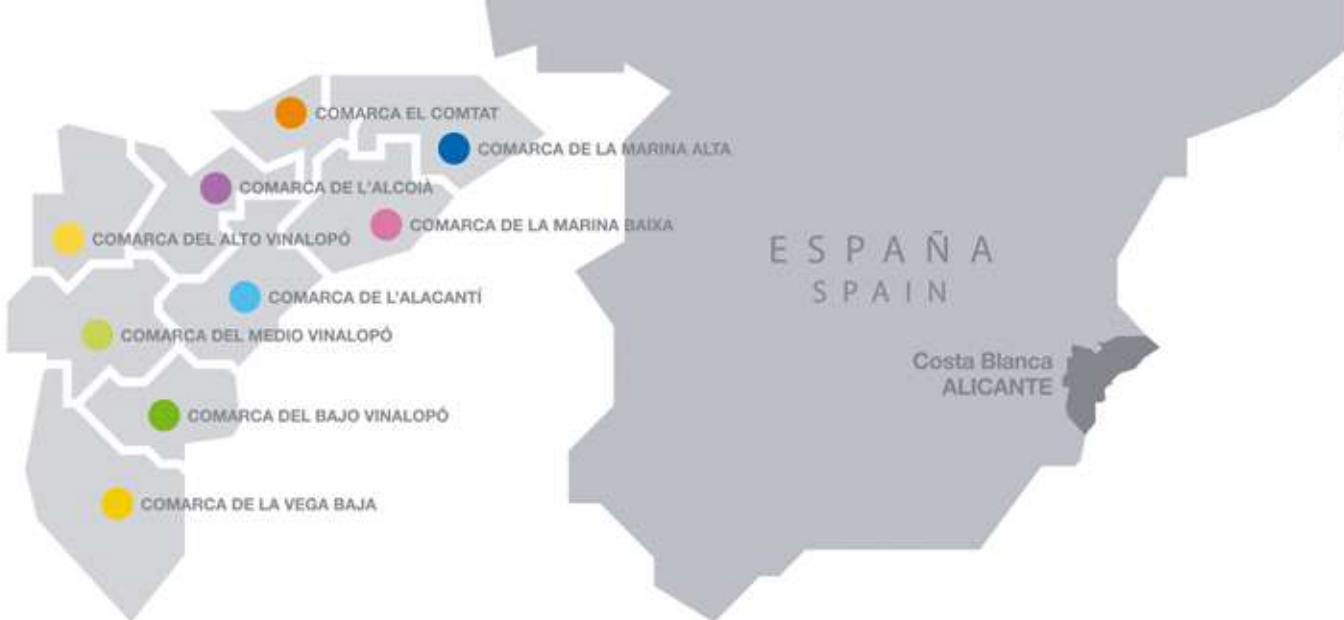 COMARCA EL COMTAT
COMARCA DE LA MARINA ALTA
COMARCA DE L'ALCOIÀ
COMARCA DE LA MARINA BAIXA
COMARCA DEL ALTO VINALOPÓ
COMARCA DE L'ALACANTÍ
COMARCA DEL MEDIO VINALOPÓ
COMARCA DEL BAJO VINALOPÓ
COMARCA DE LA VEGA BAJA
ESPAÑA
SPAIN
Costa Blanca
ALICANTE